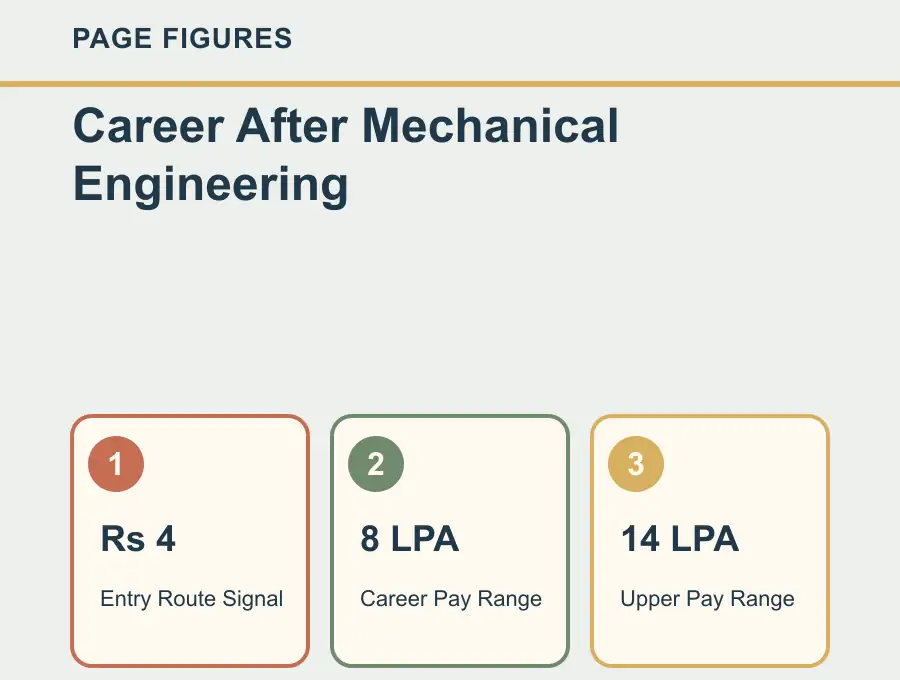 PAGE FIGURES
Career After Mechanical
Engineering
1
Rs 4
Entry Route Signal
2
8 LPA
Career Pay Range
3
14 LPA
Upper Pay Range